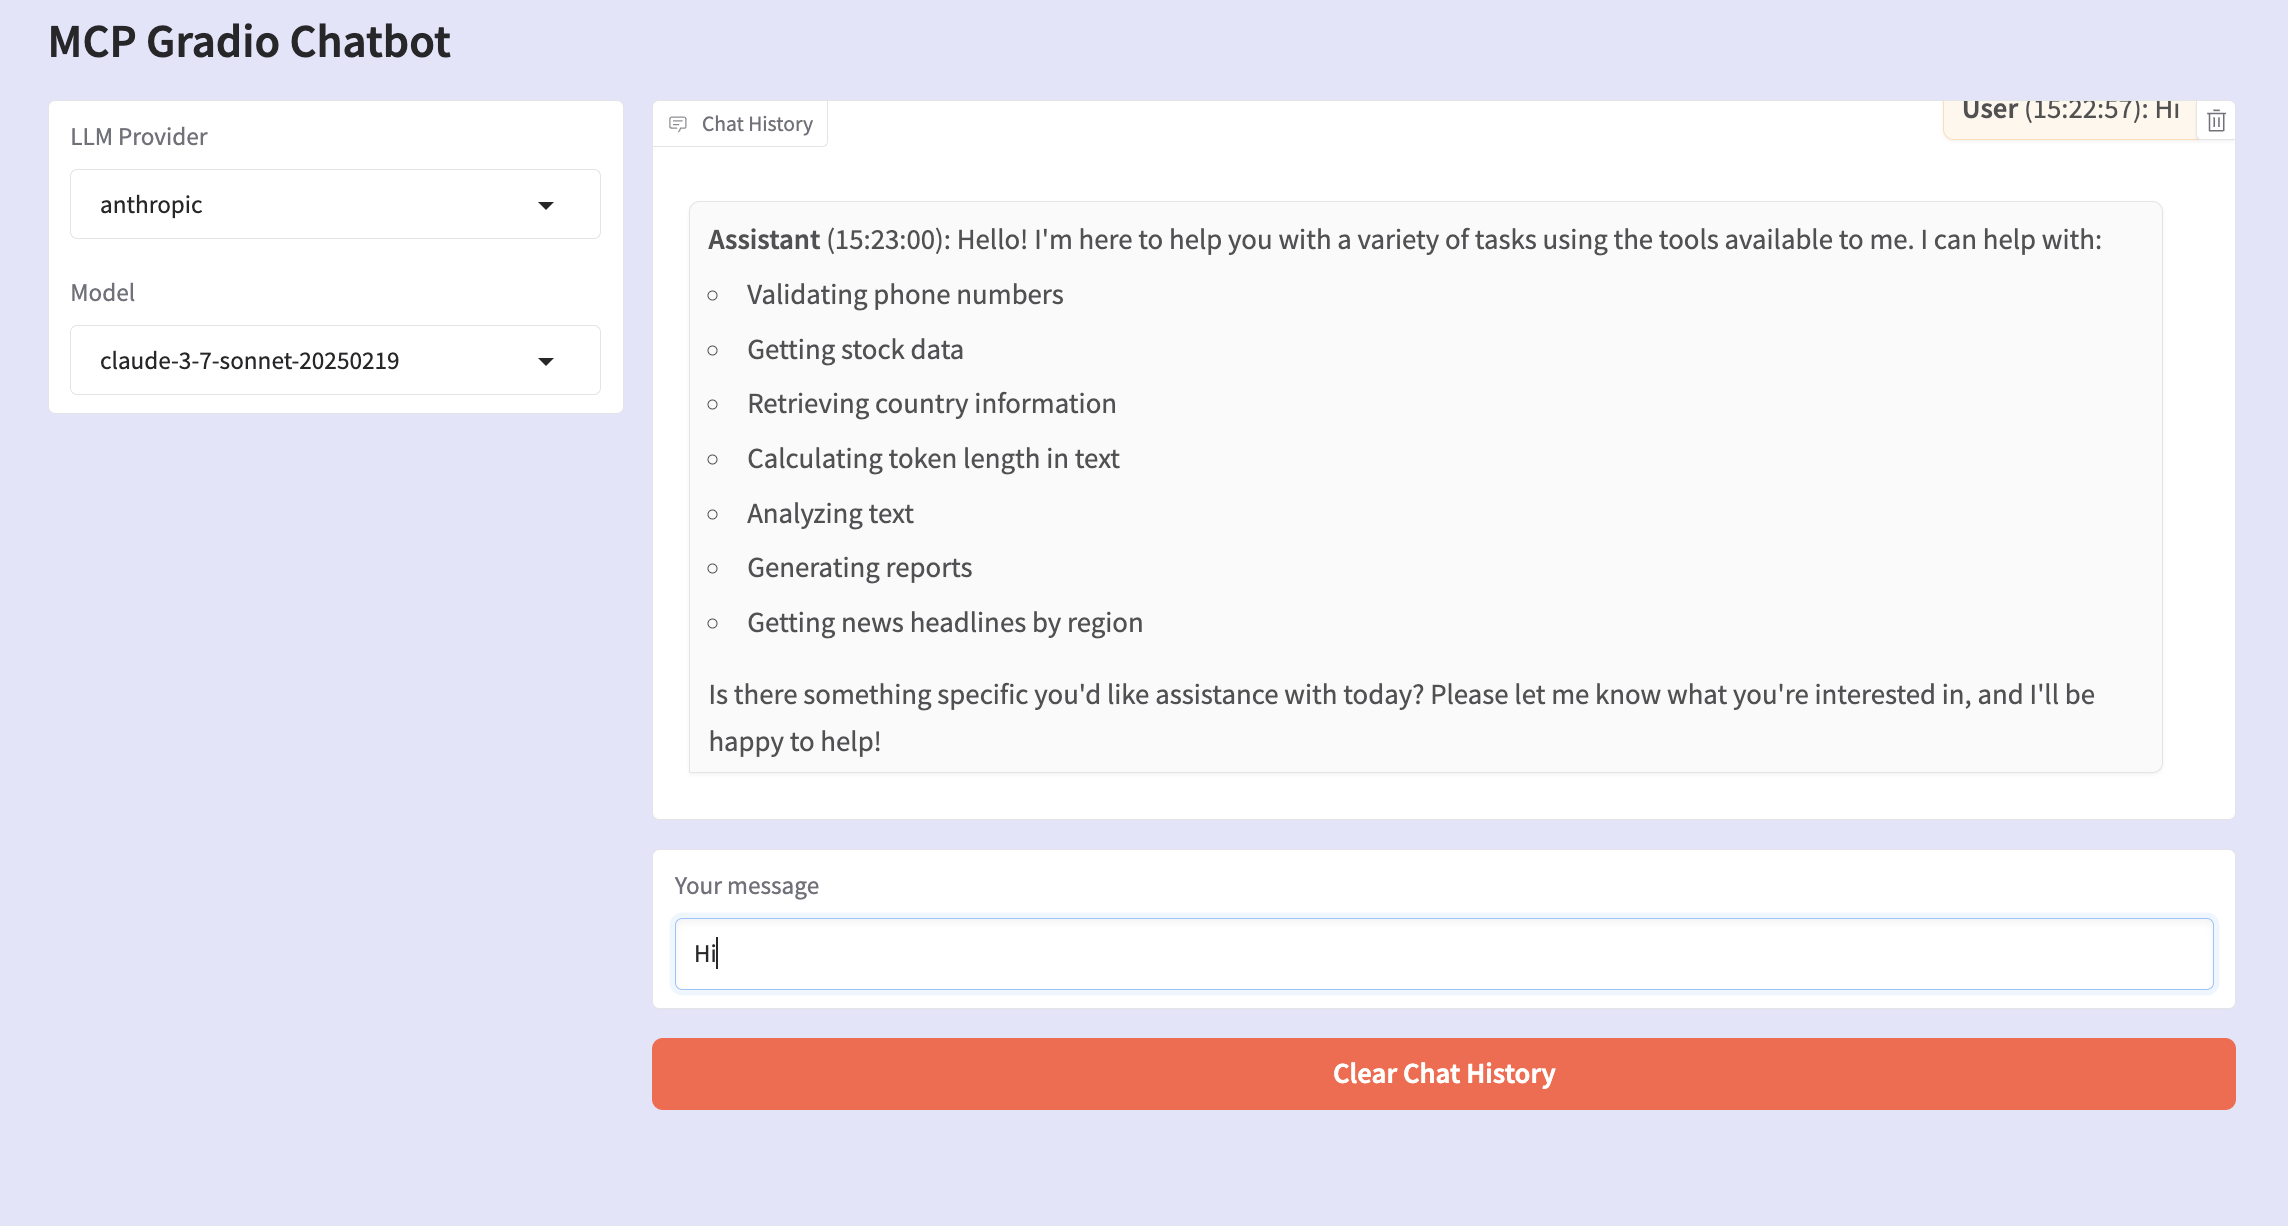 MCP Gradio Chatbot
LLM Provider
anthropic
Model
claude-3-7-sonnet-20250219
Chat History
User (15:22:57): Hi
Assistant (15:23:00): Hello! I'm here to help you with a variety of tasks using the tools available to me. I can help with:
Validating phone numbers
Getting stock data
Retrieving country information
Calculating token length in text
Analyzing text
Generating reports
Getting news headlines by region
Is there something specific you'd like assistance with today? Please let me know what you're interested in, and I'll be
happy to help!
Your message
Hi
Clear Chat History